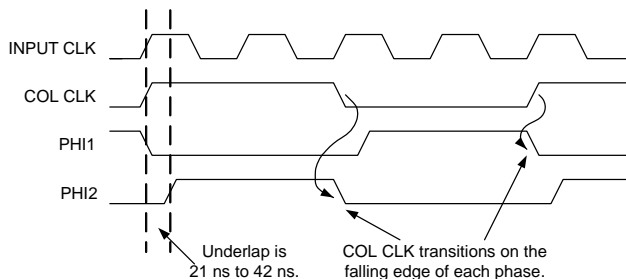 INPUT CLK
COL CLK
PHI1
PHI2
Underlap is
21 ns to 42 ns.
COL CLK transitions on the
falling edge of each phase.